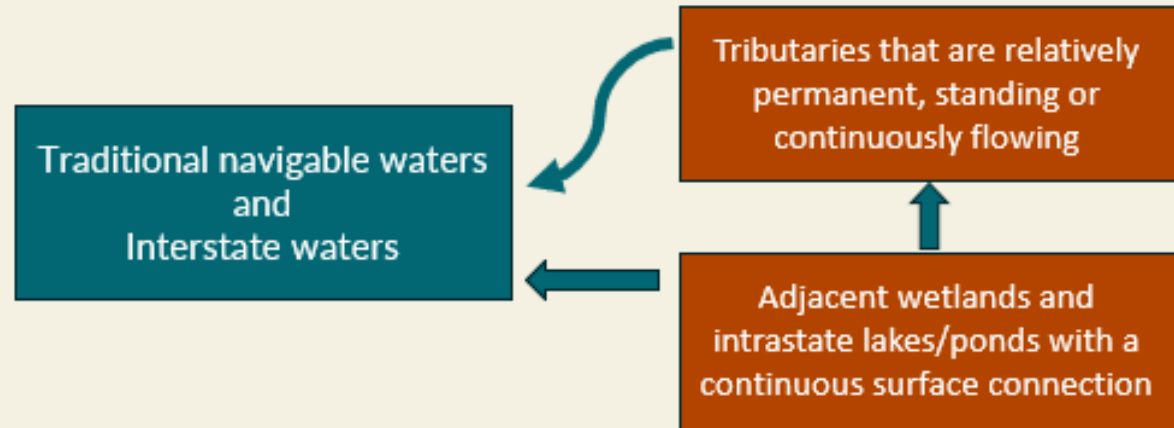 Traditional navigable waters
and
Interstate waters
Tributaries that are relatively
permanent, standing or
continuously flowing
Adjacent wetlands and
intrastate lakes/ponds with a
continuous surface connection